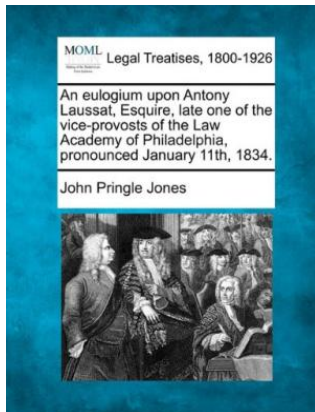 MOML Legal Treatises, 1800-1926
An eulogium upon Antony
Laussat, Esquire, late one of the
vice-provosts of the Law
Academy of Philadelphia,
pronounced January 11th, 1834.
John Pringle Jones